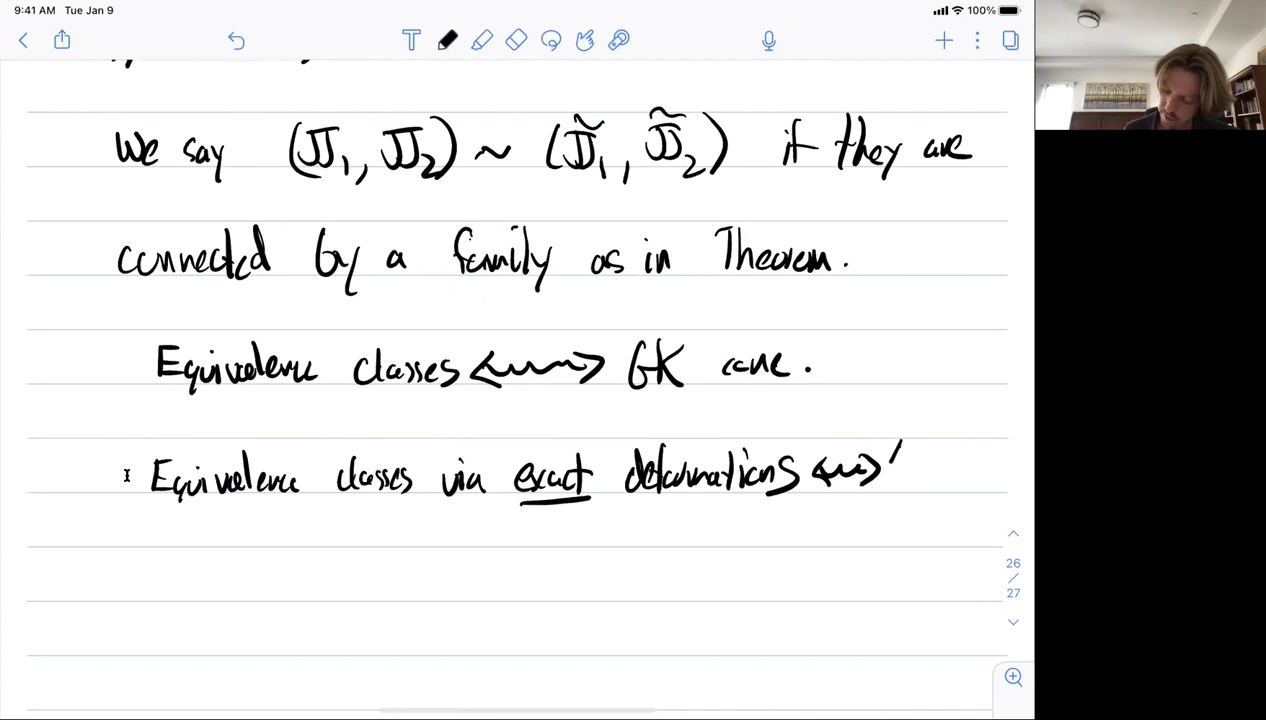 9:41 AM Tue Jan 9
100%
We say (𝕁₁, 𝕁₂) ~ (𝕁̃₁, 𝕁̃₂) if they are
connected by a family as in Theorem.
Equivalence classes <~~> GK cone.
Equivalence classes via exact deformations <~>
26
/
27